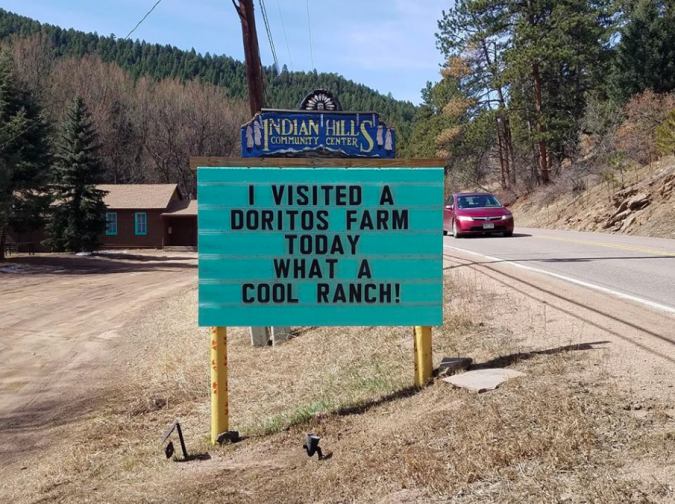 INDIAN HILLS
COMMUNITY CENTER
I VISITED A
DORITOS FARM
TODAY
WHAT A
COOL RANCH!